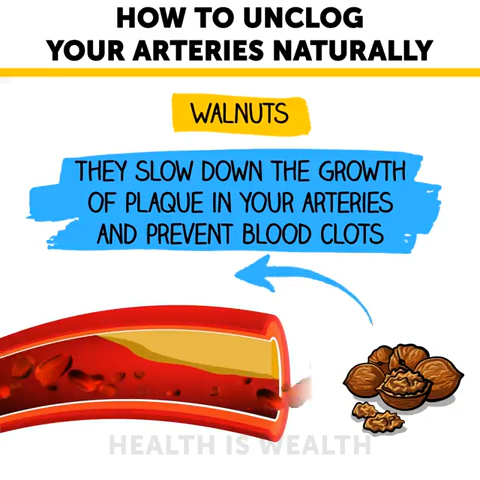 HOW TO UNCLOG
YOUR ARTERIES NATURALLY
WALNUTS
THEY SLOW DOWN THE GROWTH
OF PLAQUE IN YOUR ARTERIES
AND PREVENT BLOOD CLOTS
HEALTH IS WEALTH